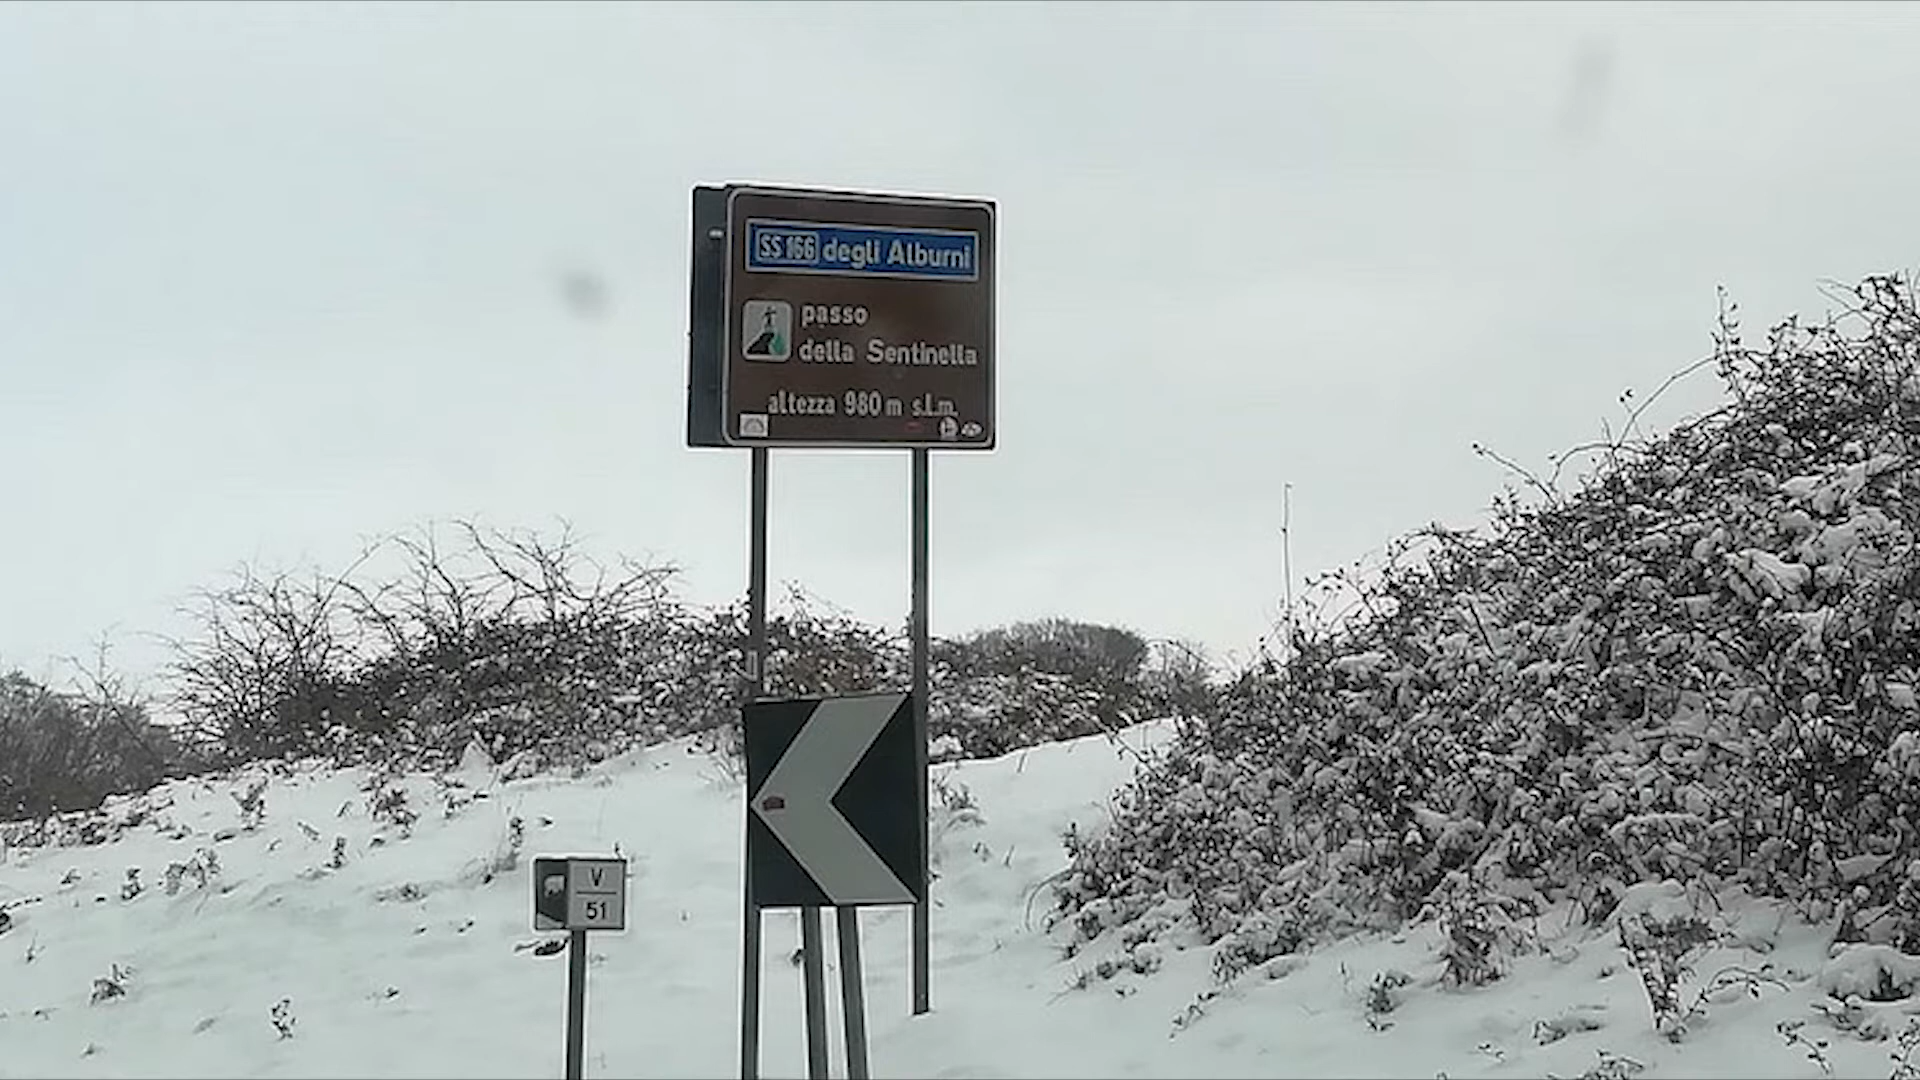 SS 166 degli Alburni
passo
della Sentinella
altezza 980 m s.l.m.
V
51